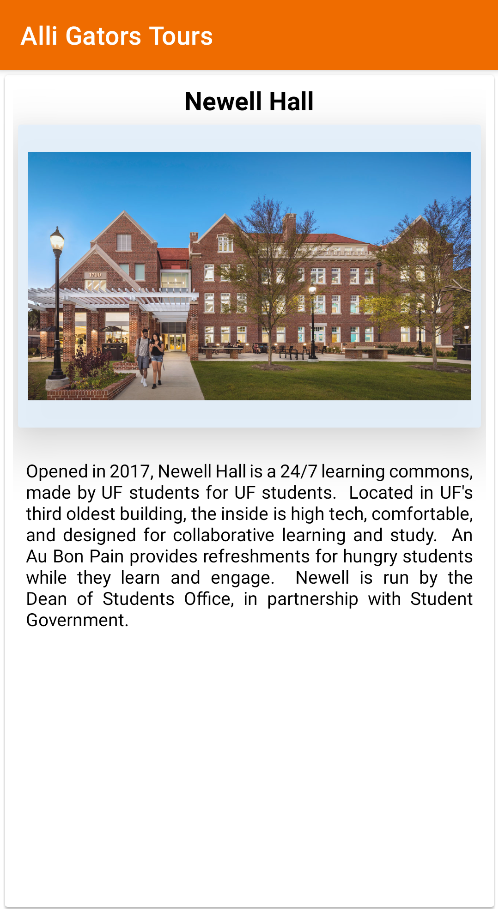 Alli Gators Tours
Newell Hall
Opened in 2017, Newell Hall is a 24/7 learning commons,
made by UF students for UF students.  Located in UF's
third oldest building, the inside is high tech, comfortable,
and designed for collaborative learning and study.  An
Au Bon Pain provides refreshments for hungry students
while they learn and engage.  Newell is run by the
Dean of Students Office, in partnership with Student
Government.